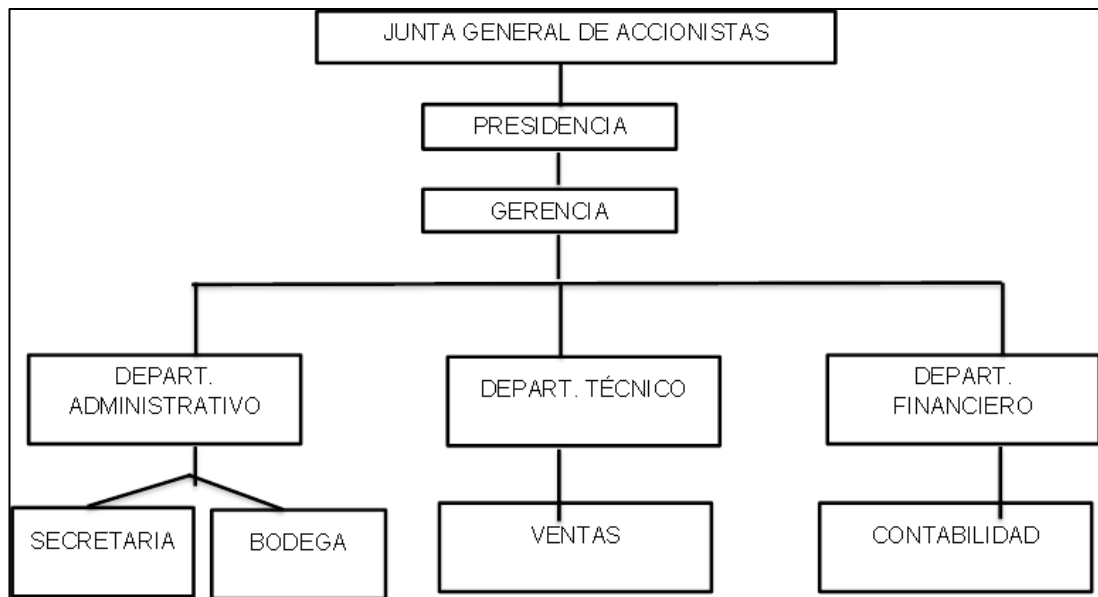 JUNTA GENERAL DE ACCIONISTAS
PRESIDENCIA
GERENCIA
DEPART.
ADMINISTRATIVO
DEPART. TÉCNICO
DEPART.
FINANCIERO
SECRETARIA
BODEGA
VENTAS
CONTABILIDAD